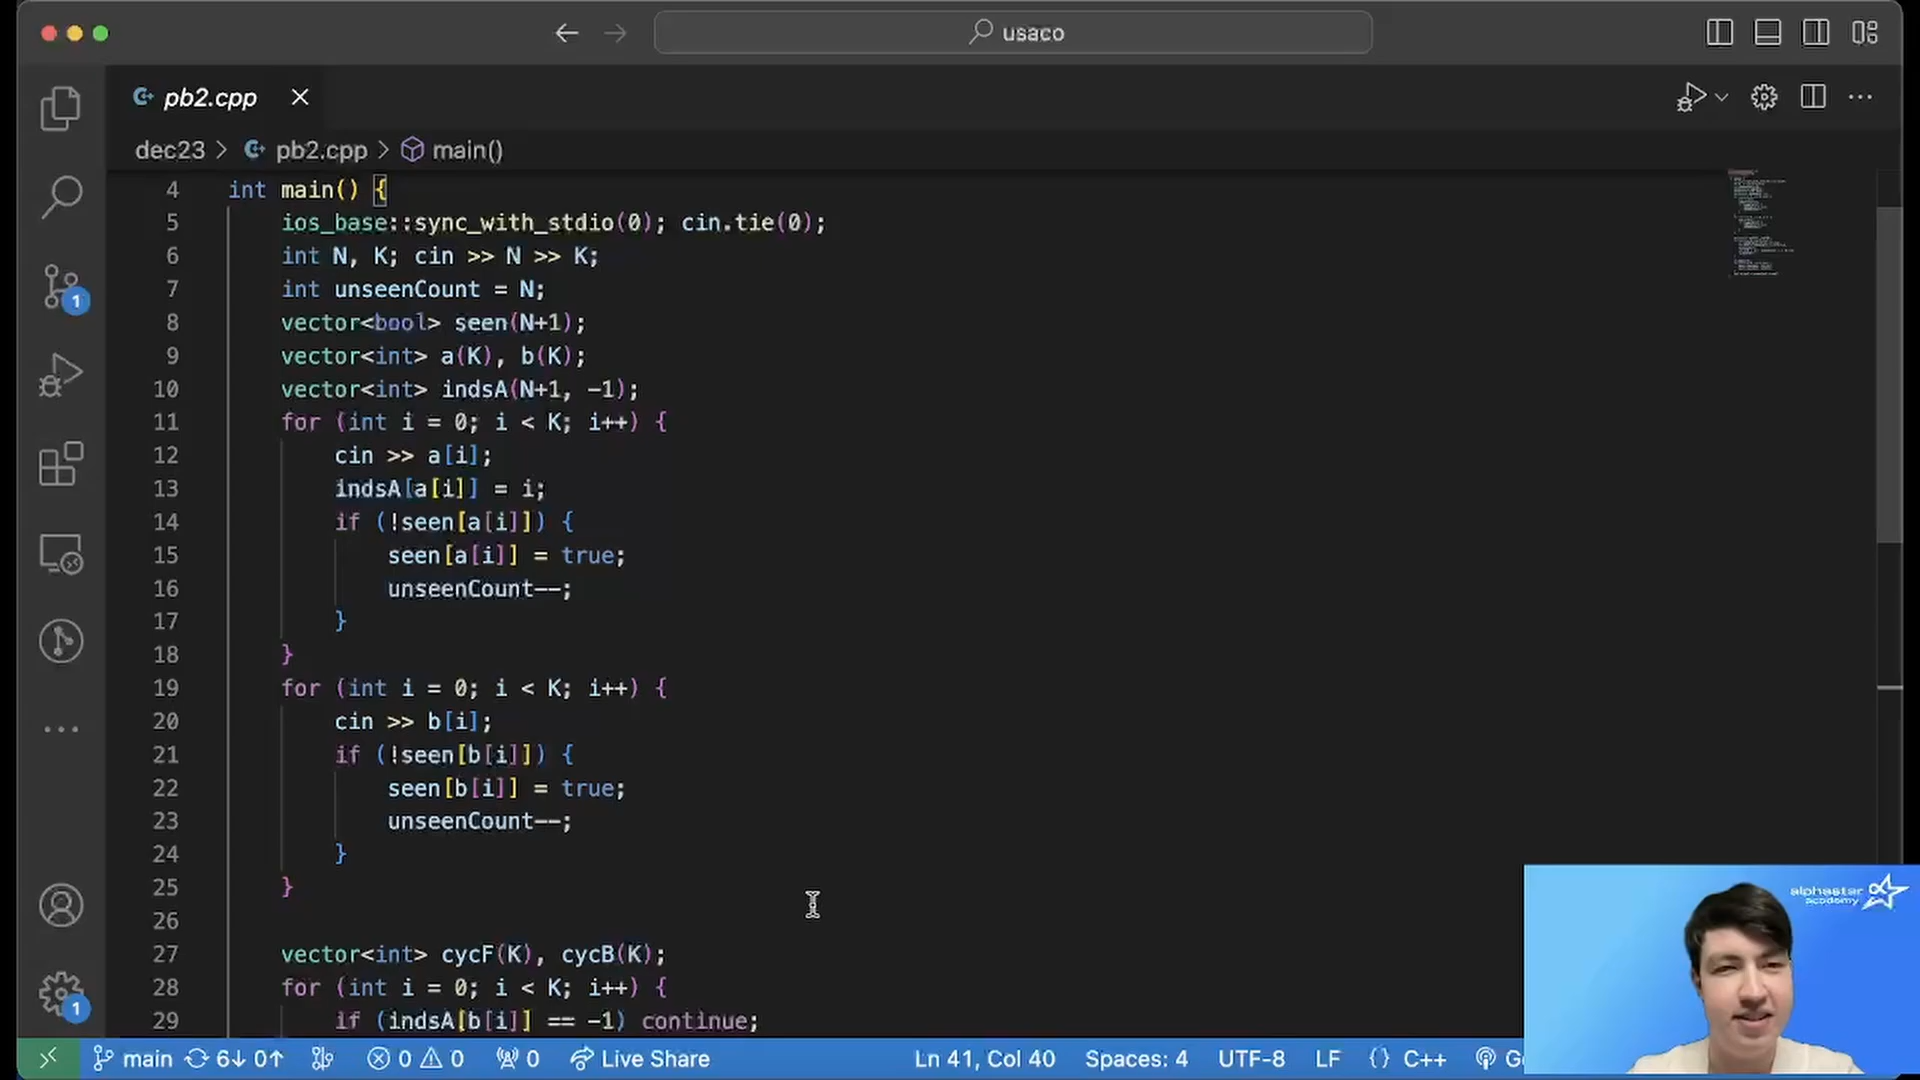 usaco
pb2.cpp
dec23 > pb2.cpp > main()
4 int main() {
5 ios_base::sync_with_stdio(0); cin.tie(0);
6 int N, K; cin >> N >> K;
7 int unseenCount = N;
8 vector<bool> seen(N+1);
9 vector<int> a(K), b(K);
10 vector<int> indsA(N+1, -1);
11 for (int i = 0; i < K; i++) {
12 cin >> a[i];
13 indsA[a[i]] = i;
14 if (!seen[a[i]]) {
15 seen[a[i]] = true;
16 unseenCount--;
17 }
18 }
19 for (int i = 0; i < K; i++) {
20 cin >> b[i];
21 if (!seen[b[i]]) {
22 seen[b[i]] = true;
23 unseenCount--;
24 }
25 }
26
27 vector<int> cycF(K), cycB(K);
28 for (int i = 0; i < K; i++) {
29 if (indsA[b[i]] == -1) continue;
1
1
alphastar
academy
main 6↓ 0↑ 0 0 0 Live Share Ln 41, Col 40 Spaces: 4 UTF-8 LF {} C++